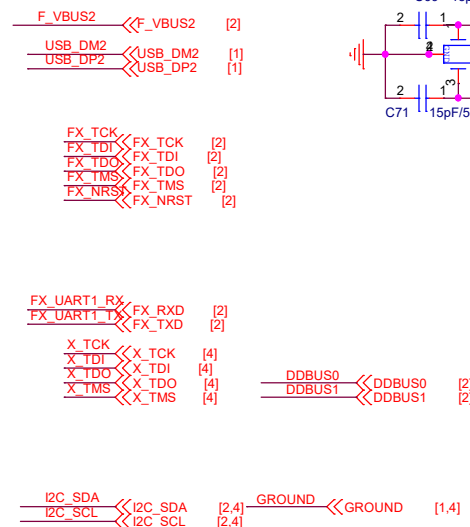 F_VBUS2
F_VBUS2 [2]
USB_DM2
USB_DM2 [1]
USB_DP2
USB_DP2 [1]
2 1
2 1
3
C71 15pF/5
FX_TCK
FX_TCK [2]
FX_TDI
FX_TDI [2]
FX_TDO
FX_TDO [2]
FX_TMS
FX_TMS [2]
FX_NRST
FX_NRST [2]
FX_UART1_RX
FX_RXD [2]
FX_UART1_TX
FX_TXD [2]
X_TCK
X_TCK [4]
X_TDI
X_TDI [4]
X_TDO
X_TDO [4]
X_TMS
X_TMS [4]
DDBUS0
DDBUS0 [2]
DDBUS1
DDBUS1 [2]
I2C_SDA
I2C_SDA [2,4]
I2C_SCL
I2C_SCL [2,4]
GROUND
GROUND [1,4]